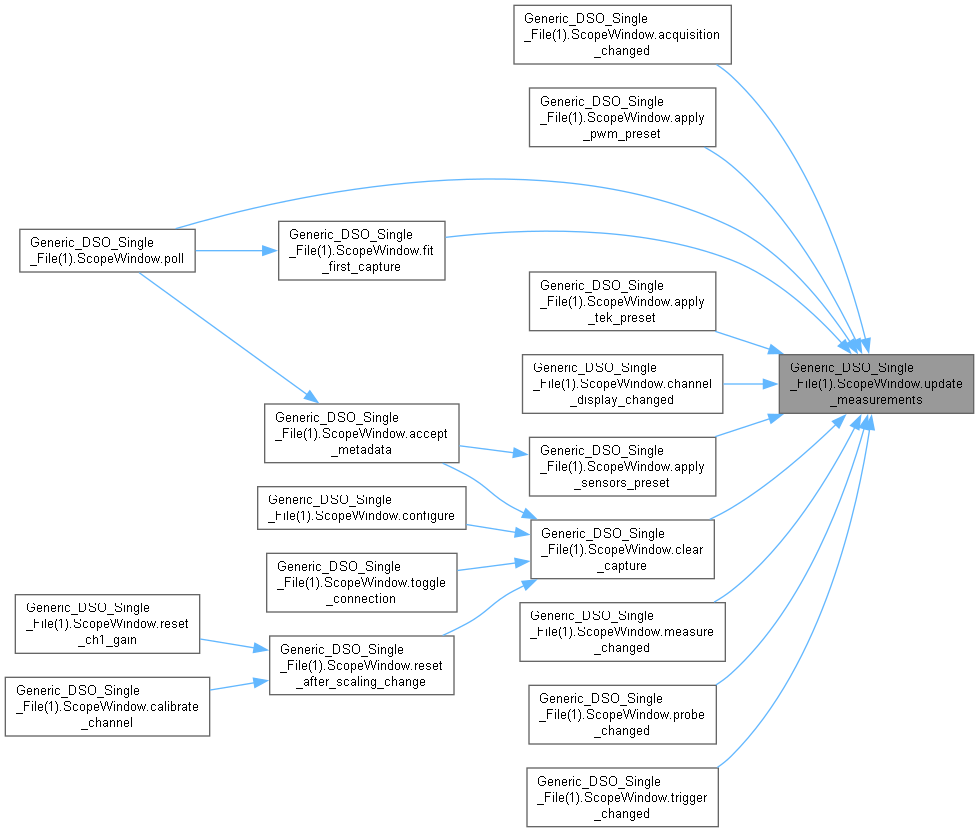 Generic_DSO_Single
_File(1).ScopeWindow.acquisition
_changed
Generic_DSO_Single
_File(1).ScopeWindow.apply
_pwm_preset
Generic_DSO_Single
_File(1).ScopeWindow.poll
Generic_DSO_Single
_File(1).ScopeWindow.fit
_first_capture
Generic_DSO_Single
_File(1).ScopeWindow.apply
_tek_preset
Generic_DSO_Single
_File(1).ScopeWindow.channel
_display_changed
Generic_DSO_Single
_File(1).ScopeWindow.update
_measurements
Generic_DSO_Single
_File(1).ScopeWindow.accept
_metadata
Generic_DSO_Single
_File(1).ScopeWindow.apply
_sensors_preset
Generic_DSO_Single
_File(1).ScopeWindow.configure
Generic_DSO_Single
_File(1).ScopeWindow.clear
_capture
Generic_DSO_Single
_File(1).ScopeWindow.toggle
_connection
Generic_DSO_Single
_File(1).ScopeWindow.reset
_ch1_gain
Generic_DSO_Single
_File(1).ScopeWindow.measure
_changed
Generic_DSO_Single
_File(1).ScopeWindow.reset
_after_scaling_change
Generic_DSO_Single
_File(1).ScopeWindow.calibrate
_channel
Generic_DSO_Single
_File(1).ScopeWindow.probe
_changed
Generic_DSO_Single
_File(1).ScopeWindow.trigger
_changed